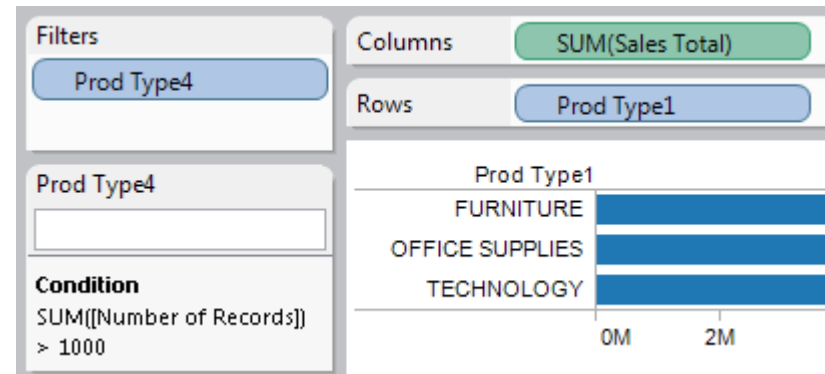 Filters
Prod Type4
Columns
SUM(Sales Total)
Rows
Prod Type1
Prod Type4
Condition
SUM([Number of Records])
> 1000
Prod Type1
FURNITURE
OFFICE SUPPLIES
TECHNOLOGY
0M 2M